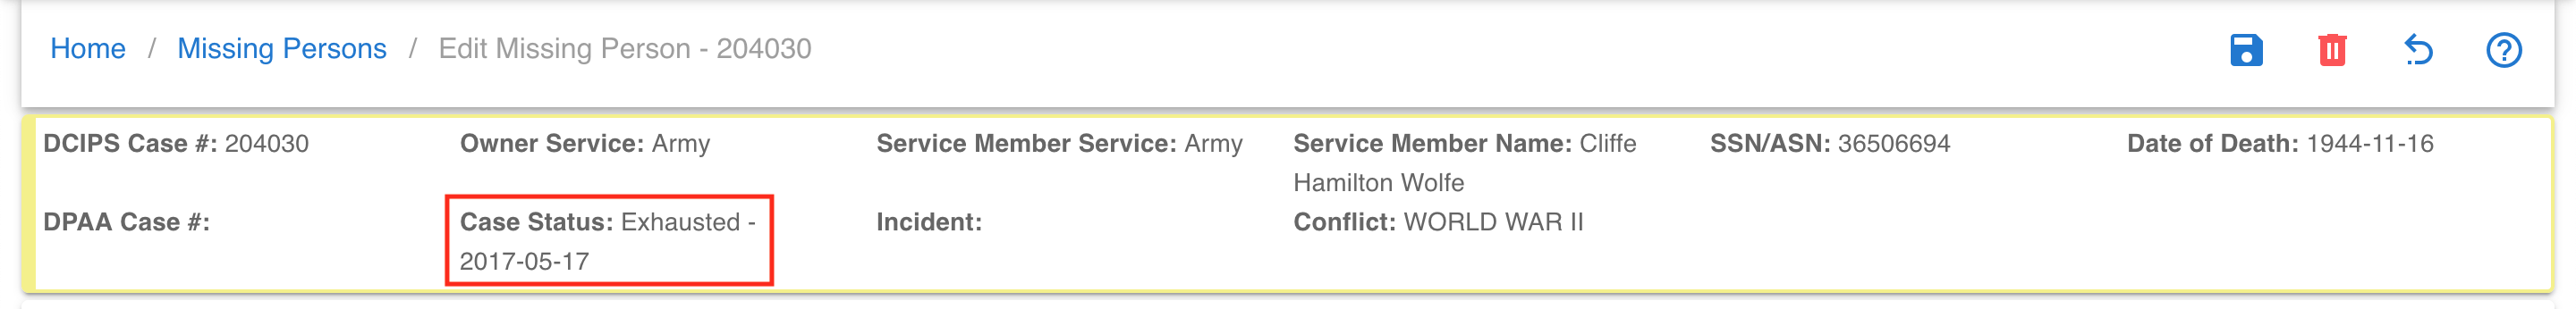 Home / Missing Persons / Edit Missing Person - 204030
DCIPS Case #: 204030
Owner Service: Army
Service Member Service: Army
Service Member Name: Cliffe
Hamilton Wolfe
SSN/ASN: 36506694
Date of Death: 1944-11-16
DPAA Case #:
Case Status: Exhausted -
2017-05-17
Incident:
Conflict: WORLD WAR II